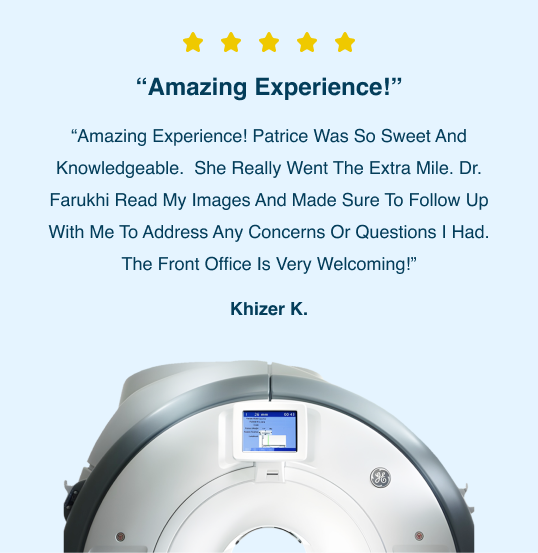 “Amazing Experience!”
“Amazing Experience! Patrice Was So Sweet And
Knowledgeable.  She Really Went The Extra Mile. Dr.
Farukhi Read My Images And Made Sure To Follow Up
With Me To Address Any Concerns Or Questions I Had.
The Front Office Is Very Welcoming!”
Khizer K.